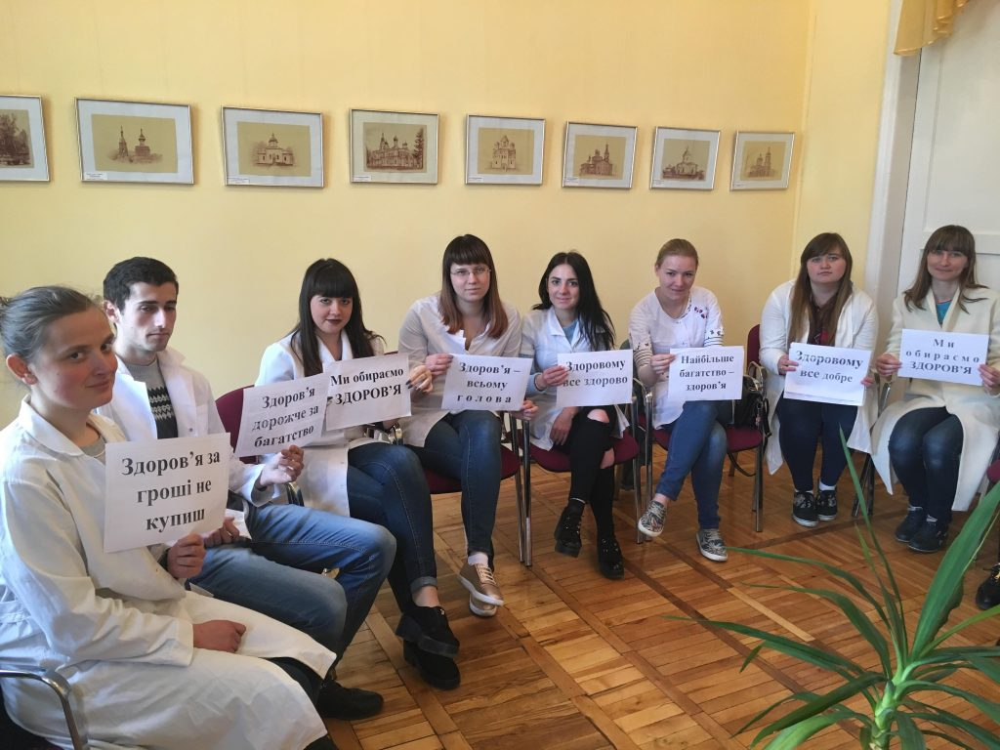 Здоров’я за
гроші не
купиш
Здоров’я
дорожче за
багатство
Ми обираємо
ЗДОРОВ’Я
Здоров’я –
всьому
голова
Здоровому
все здорово
Найбільше
багатство –
здоров’я
Здоровому
все добре
Ми
обираємо
ЗДОРОВ’Я